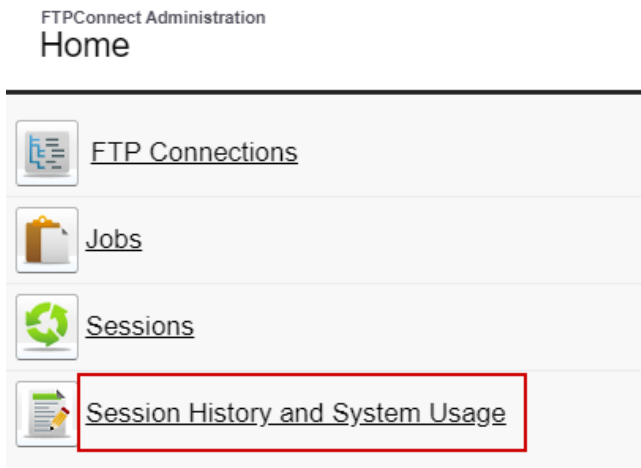 FTPConnect Administration
Home
FTP Connections
Jobs
Sessions
Session History and System Usage